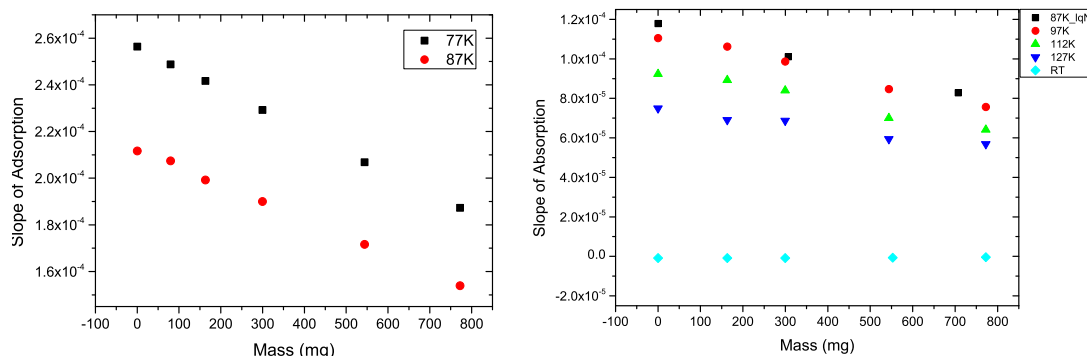 2.6x10⁻⁴
2.4x10⁻⁴
2.2x10⁻⁴
2.0x10⁻⁴
1.8x10⁻⁴
1.6x10⁻⁴
Slope of Adsorption
77K
87K
-100 0 100 200 300 400 500 600 700 800
Mass (mg)
1.2x10⁻⁴
1.0x10⁻⁴
8.0x10⁻⁵
6.0x10⁻⁵
4.0x10⁻⁵
2.0x10⁻⁵
0.0
-2.0x10⁻⁵
Slope of Absorption
87K_lqN
97K
112K
127K
RT
-100 0 100 200 300 400 500 600 700 800
Mass (mg)